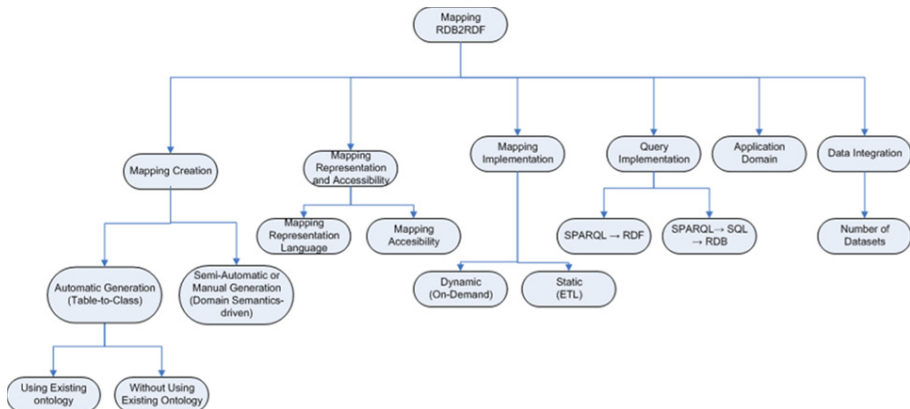 Mapping
RDB2RDF
Mapping Creation
Mapping
Representation
and Accessibility
Mapping
Implementation
Query
Implementation
Application
Domain
Data Integration
Mapping
Representation
Language
Mapping
Accesibility
SPARQL → RDF
SPARQL→ SQL
→ RDB
Number of
Datasets
Automatic Generation
(Table-to-Class)
Semi-Automatic or
Manual Generation
(Domain Semantics-
driven)
Dynamic
(On-Demand)
Static
(ETL)
Using Existing
ontology
Without Using
Existing Ontology